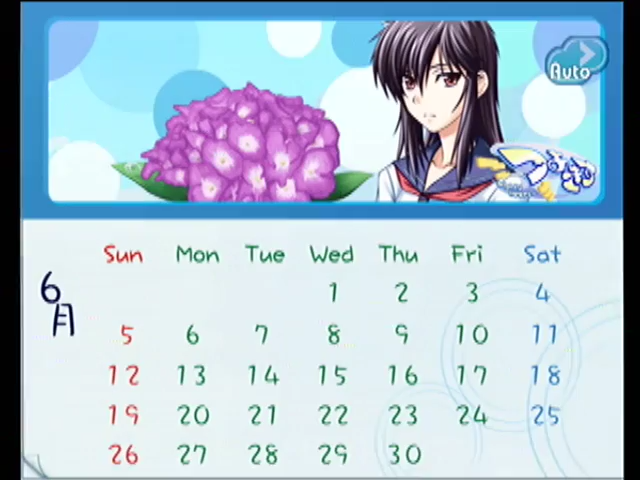 Auto
Sun Mon Tue Wed Thu Fri Sat
6月
1 2 3 4
5 6 7 8 9 10 11
12 13 14 15 16 17 18
19 20 21 22 23 24 25
26 27 28 29 30